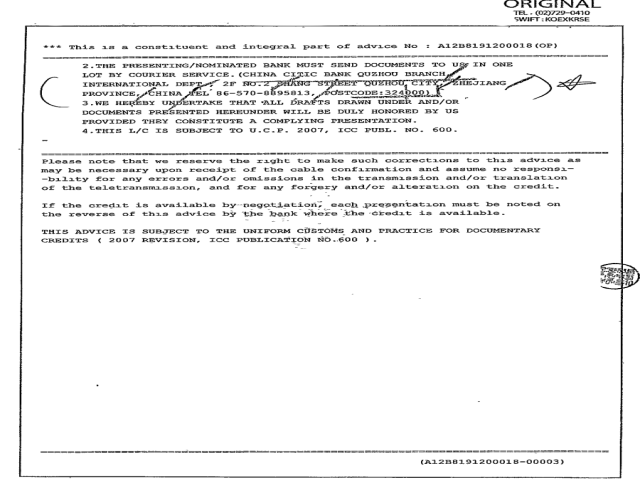 ORIGINAL
TEL. (02)729-0410
SWIFT : KOEXKRSE
*** This is a constituent and integral part of advice No : A12B8191200018(OP)
2.THE PRESENTING/NOMINATED BANK MUST SEND DOCUMENTS TO US IN ONE
LOT BY COURIER SERVICE.(CHINA CITIC BANK QUZHOU BRANCH
INTERNATIONAL DEPT. 2F NO.2 SHANG STREET QUZHOU CITY, ZHEJIANG
PROVINCE, CHINA TEL 86-570-8895813, POSTCODE:324000)
3.WE HEREBY UNDERTAKE THAT ALL DRAFTS DRAWN UNDER AND/OR
DOCUMENTS PRESENTED HEREUNDER WILL BE DULY HONORED BY US
PROVIDED THEY CONSTITUTE A COMPLYING PRESENTATION.
4.THIS L/C IS SUBJECT TO U.C.P. 2007, ICC PUBL. NO. 600.
Please note that we reserve the right to make such corrections to this advice as
may be necessary upon receipt of the cable confirmation and assume no responsi-
-bility for any errors and/or omissions in the transmission and/or translation
of the teletransmission, and for any forgery and/or alteration on the credit.
If the credit is available by negotiation, each presentation must be noted on
the reverse of this advice by the bank where the credit is available.
THIS ADVICE IS SUBJECT TO THE UNIFORM CUSTOMS AND PRACTICE FOR DOCUMENTARY
CREDITS ( 2007 REVISION, ICC PUBLICATION NO.600 ).
(A12B8191200018-00003)